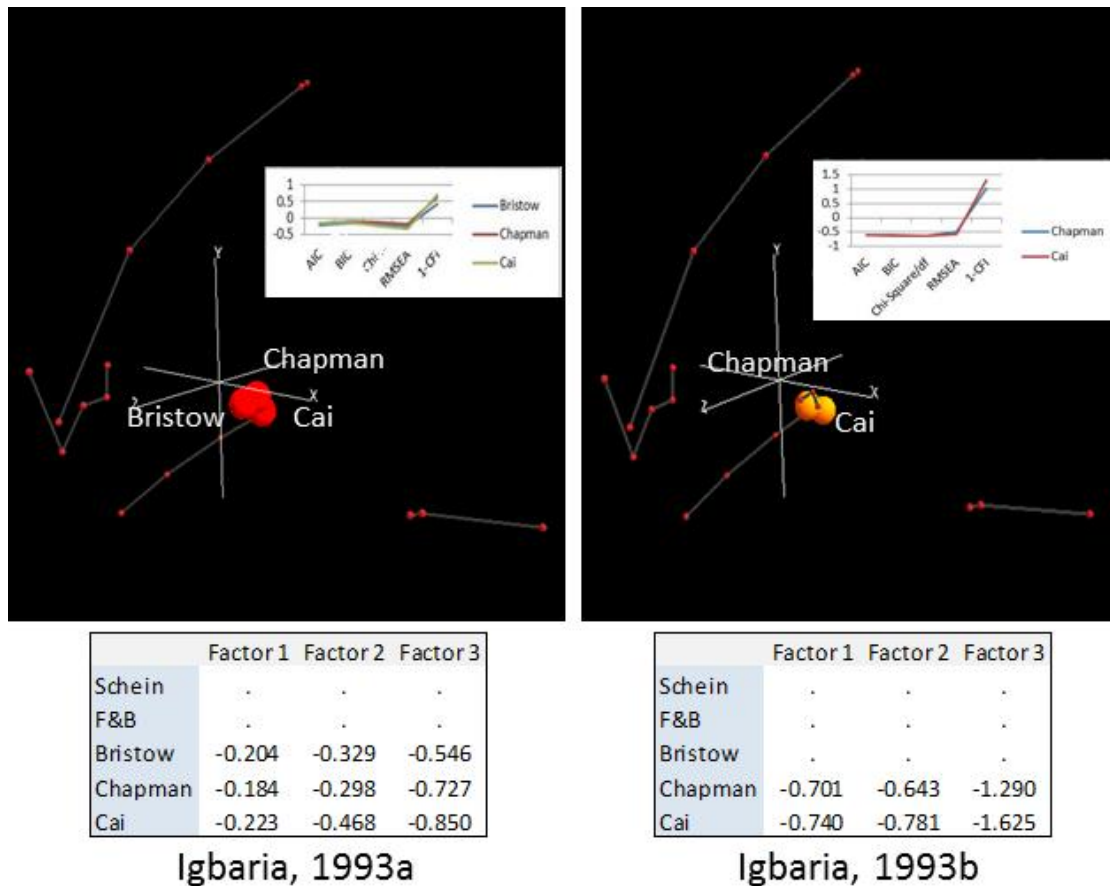 1
0.5
0
-0.5
AIC
BIC
RMSEA
1-CFI
Bristow
Chapman
Cai
Y
X
Z
Chapman
Bristow
Cai
1.5
1
0.5
0
-0.5
-1
AIC
BIC
Chi-Square/df
RMSEA
1-CFI
Chapman
Cai
Y
X
Z
Chapman
Cai
Factor 1 Factor 2 Factor 3
Schein . . .
F&B . . .
Bristow -0.204 -0.329 -0.546
Chapman -0.184 -0.298 -0.727
Cai -0.223 -0.468 -0.850
Igbaria, 1993a
Factor 1 Factor 2 Factor 3
Schein . . .
F&B . . .
Bristow . . .
Chapman -0.701 -0.643 -1.290
Cai -0.740 -0.781 -1.625
Igbaria, 1993b